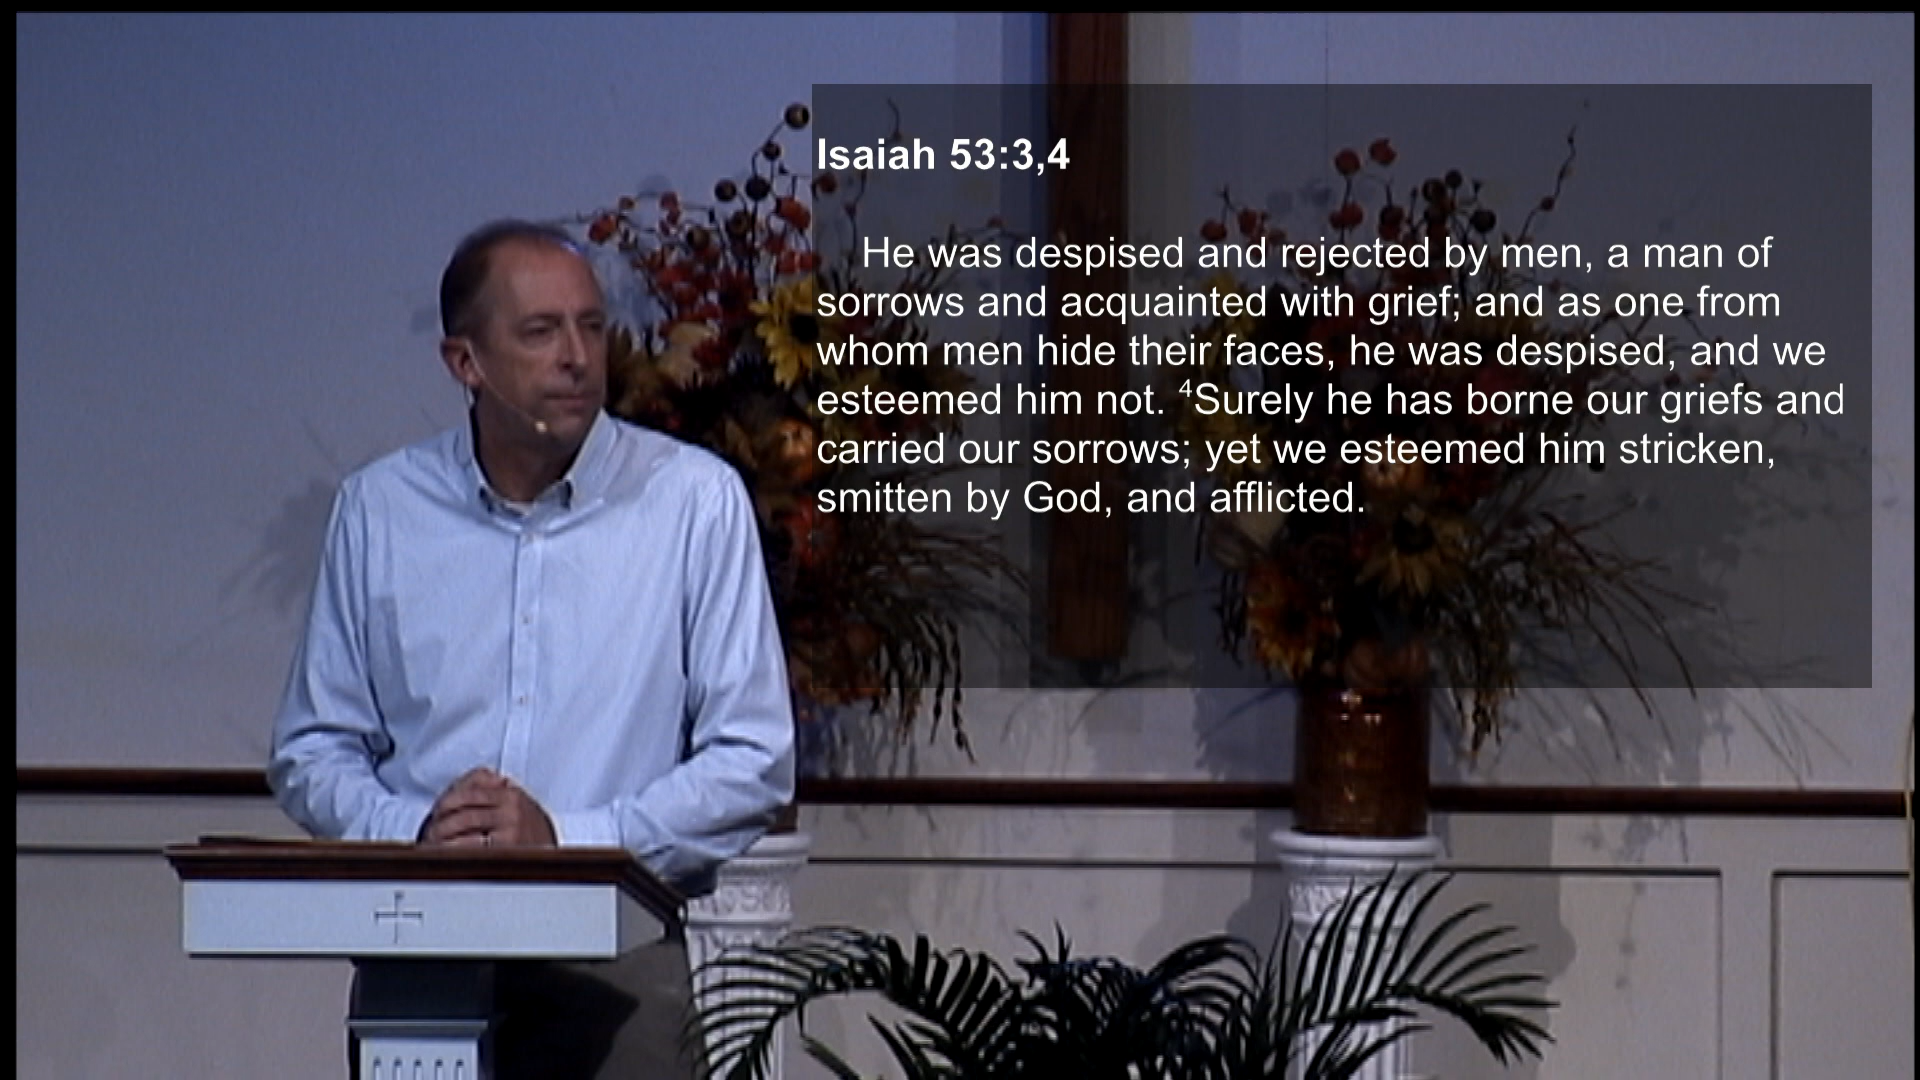 Isaiah 53:3,4
He was despised and rejected by men, a man of
sorrows and acquainted with grief; and as one from
whom men hide their faces, he was despised, and we
esteemed him not. ⁴Surely he has borne our griefs and
carried our sorrows; yet we esteemed him stricken,
smitten by God, and afflicted.